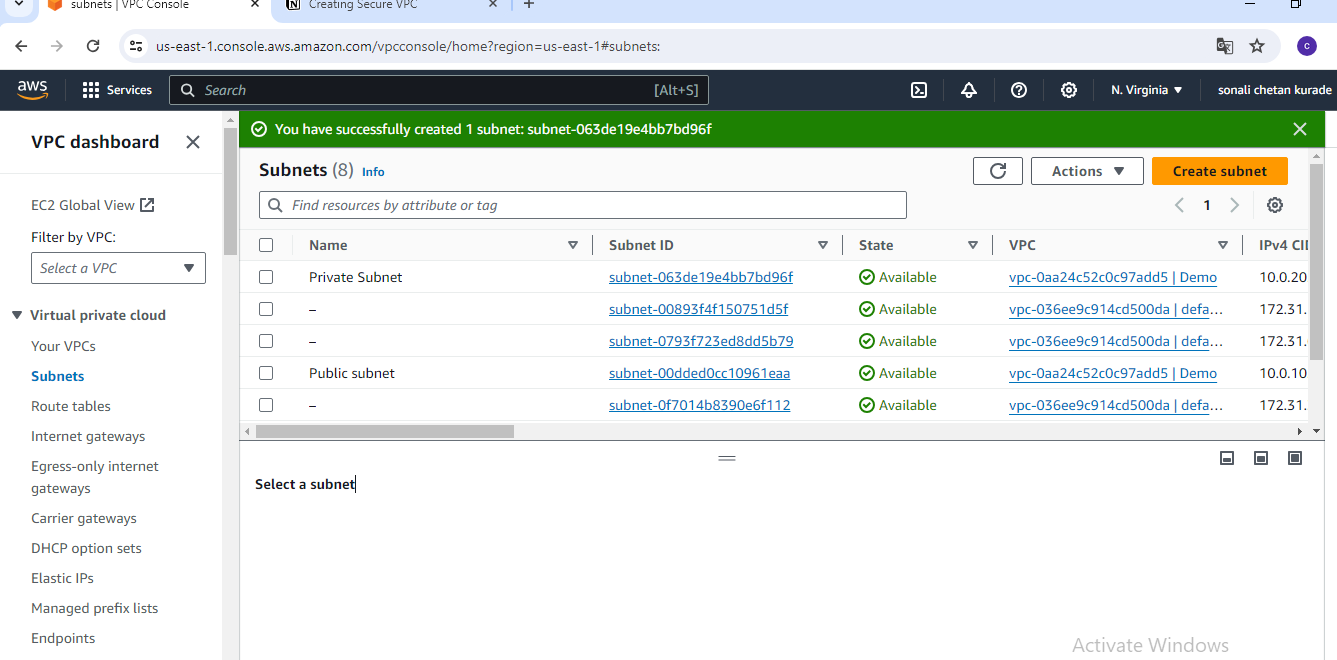 subnets | VPC Console
Creating Secure VPC
us-east-1.console.aws.amazon.com/vpcconsole/home?region=us-east-1#subnets:
C
aws
Services
Search
[Alt+S]
N. Virginia
sonali chetan kurade
VPC dashboard
EC2 Global View
Filter by VPC:
Select a VPC
Virtual private cloud
Your VPCs
Subnets
Route tables
Internet gateways
Egress-only internet
gateways
Carrier gateways
DHCP option sets
Elastic IPs
Managed prefix lists
Endpoints
You have successfully created 1 subnet: subnet-063de19e4bb7bd96f
Subnets (8) Info
Actions
Create subnet
Find resources by attribute or tag
1
Name Subnet ID State VPC IPv4 CI
Private Subnet subnet-063de19e4bb7bd96f Available vpc-0aa24c52c0c97add5 | Demo 10.0.20
– subnet-00893f4f150751d5f Available vpc-036ee9c914cd500da | defa... 172.31.
– subnet-0793f723ed8dd5b79 Available vpc-036ee9c914cd500da | defa... 172.31.
Public subnet subnet-00dded0cc10961eaa Available vpc-0aa24c52c0c97add5 | Demo 10.0.10
– subnet-0f7014b8390e6f112 Available vpc-036ee9c914cd500da | defa... 172.31.
Select a subnet
Activate Windows